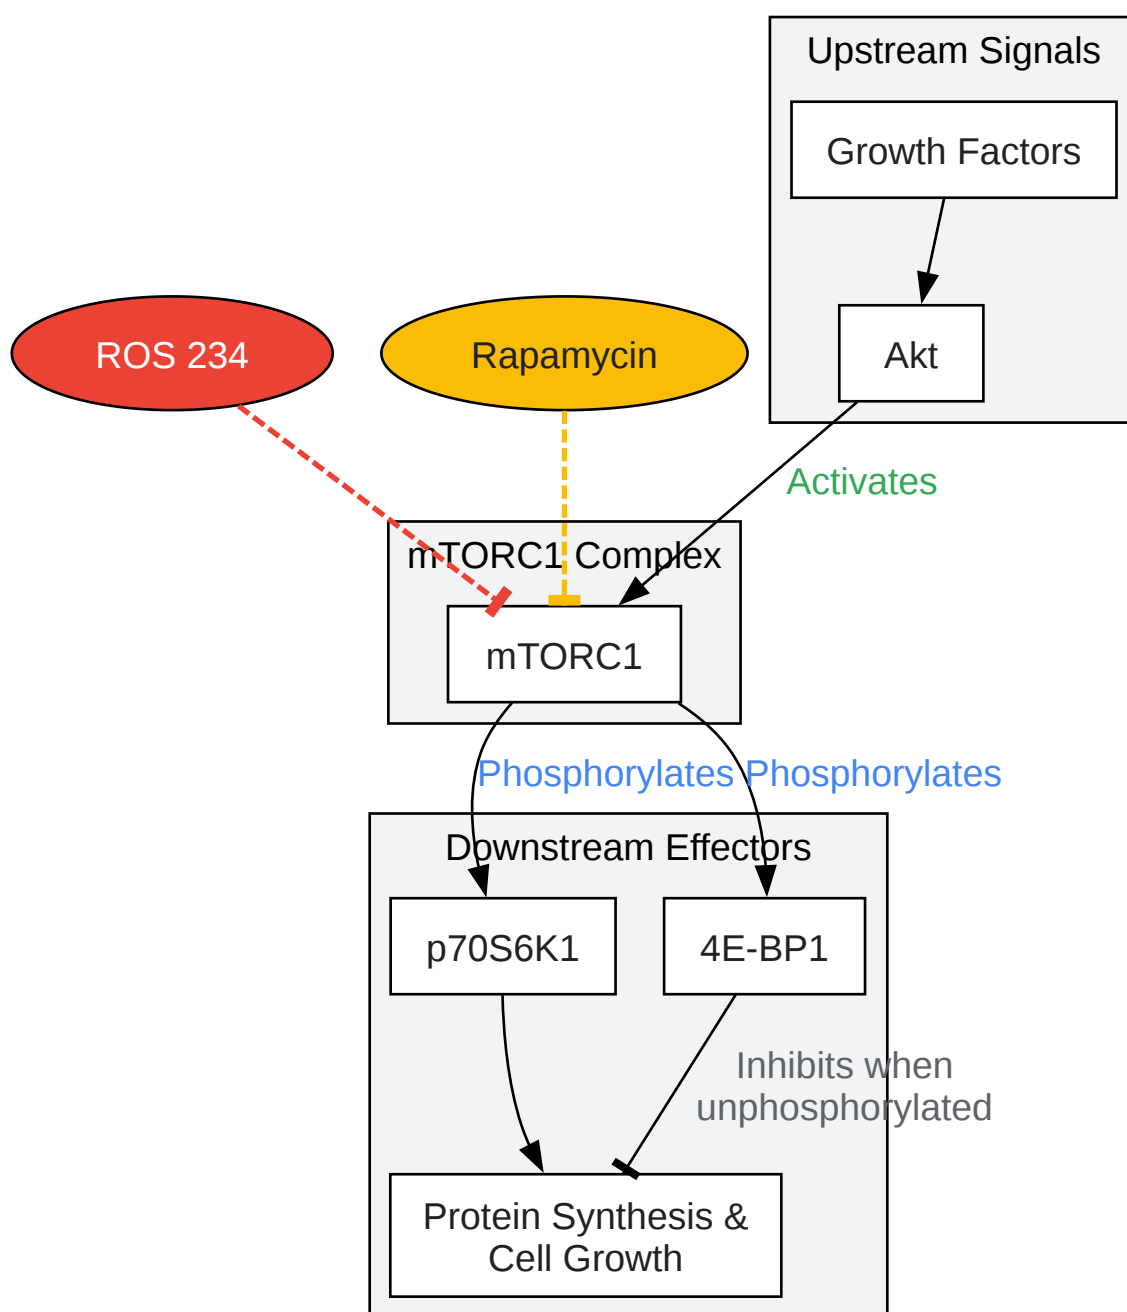 Upstream Signals
Growth Factors
ROS 234
Rapamycin
Akt
Activates
mTORC1 Complex
mTORC1
Phosphorylates
Phosphorylates
Downstream Effectors
p70S6K1
4E-BP1
Inhibits when
unphosphorylated
Protein Synthesis &
Cell Growth